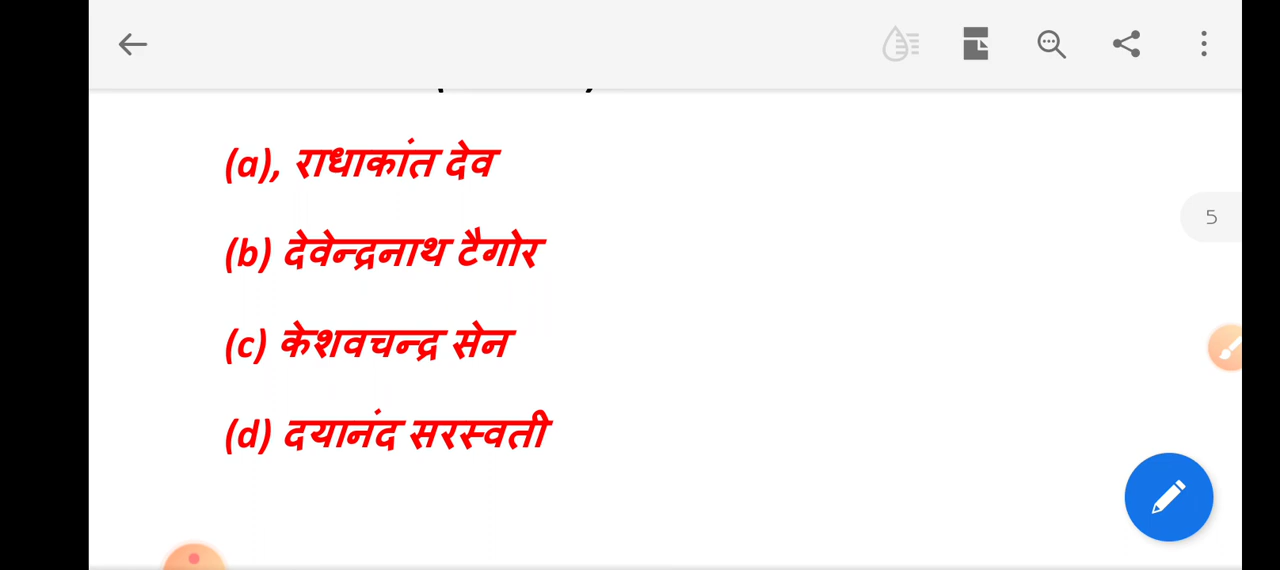 (a), राधाकांत देव
5
(b) देवेन्द्रनाथ टैगोर
(c) केशवचन्द्र सेन
(d) दयानंद सरस्वती